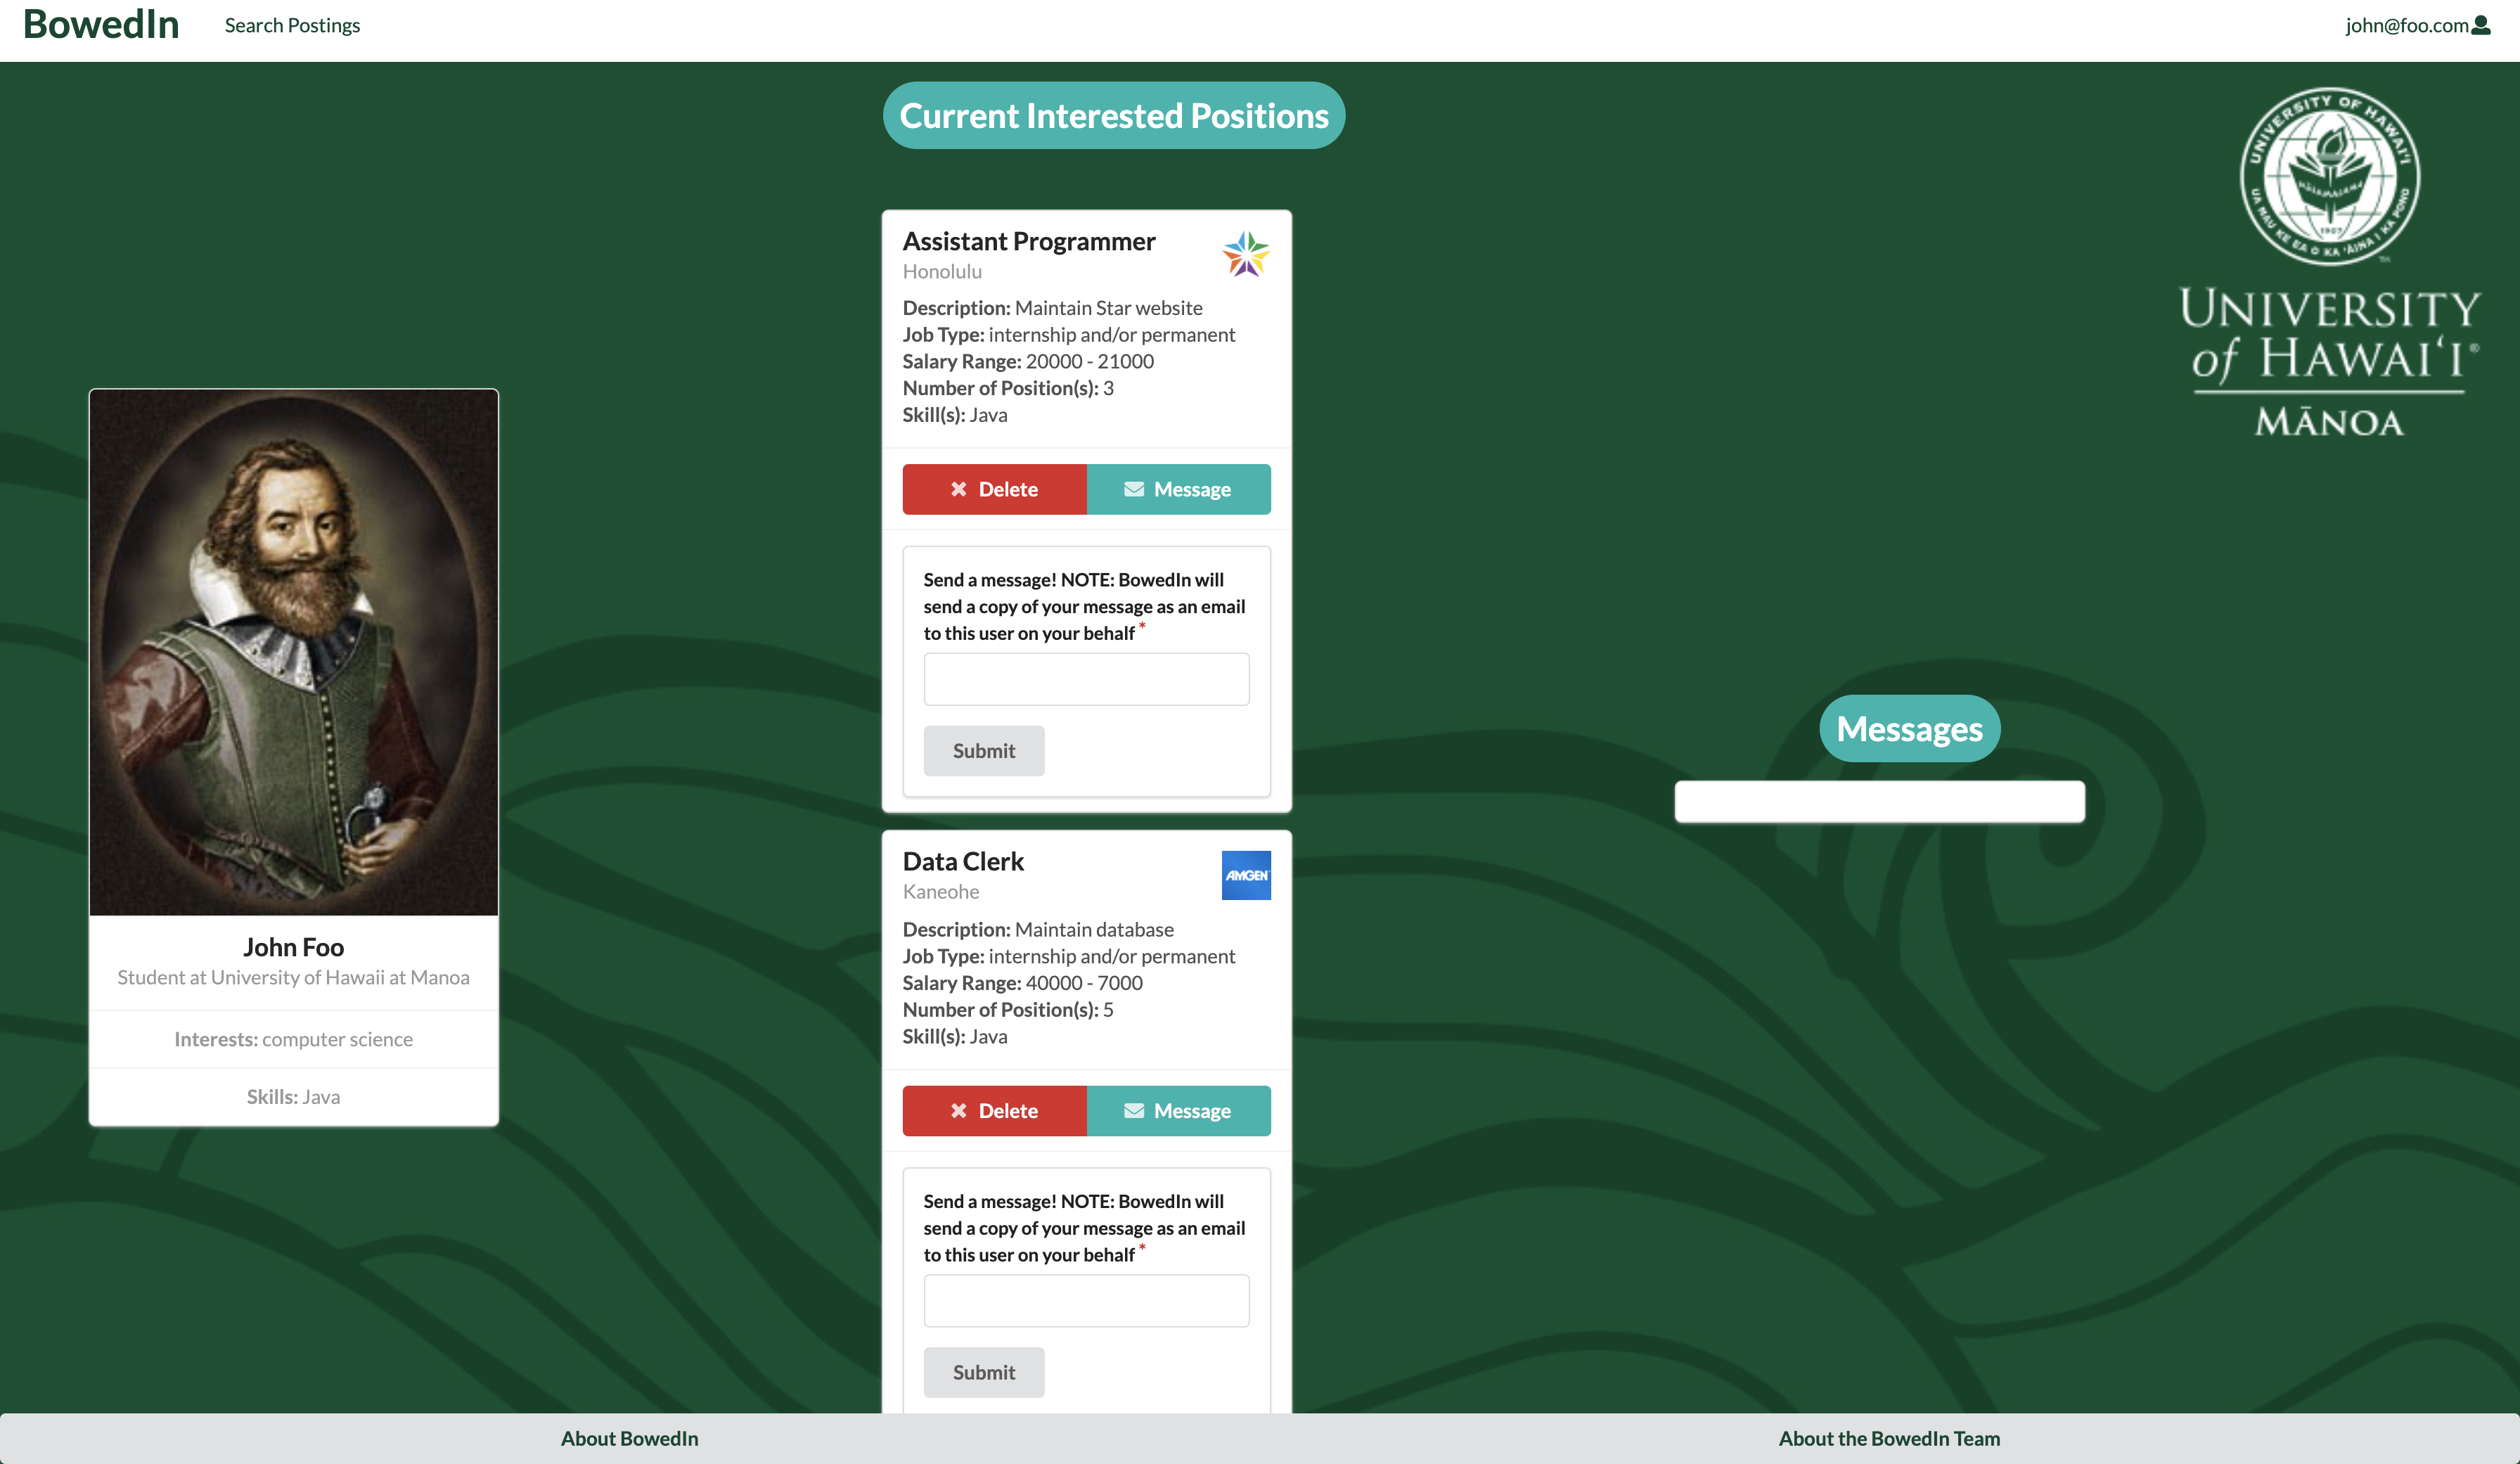 BowedIn
Search Postings
john@foo.com
Current Interested Positions
UNIVERSITY OF HAWAI‘I
UA MAU KE EA O KA ‘ĀINA I KA PONO
1907
TM
UNIVERSITY
of HAWAI‘I®
MĀNOA
John Foo
Student at University of Hawaii at Manoa
Interests: computer science
Skills: Java
Assistant Programmer
Honolulu
Description: Maintain Star website
Job Type: internship and/or permanent
Salary Range: 20000 - 21000
Number of Position(s): 3
Skill(s): Java
Delete
Message
Send a message! NOTE: BowedIn will
send a copy of your message as an email
to this user on your behalf *
Submit
Data Clerk
AMGEN
Kaneohe
Description: Maintain database
Job Type: internship and/or permanent
Salary Range: 40000 - 7000
Number of Position(s): 5
Skill(s): Java
Delete
Message
Send a message! NOTE: BowedIn will
send a copy of your message as an email
to this user on your behalf *
Submit
Messages
About BowedIn
About the BowedIn Team